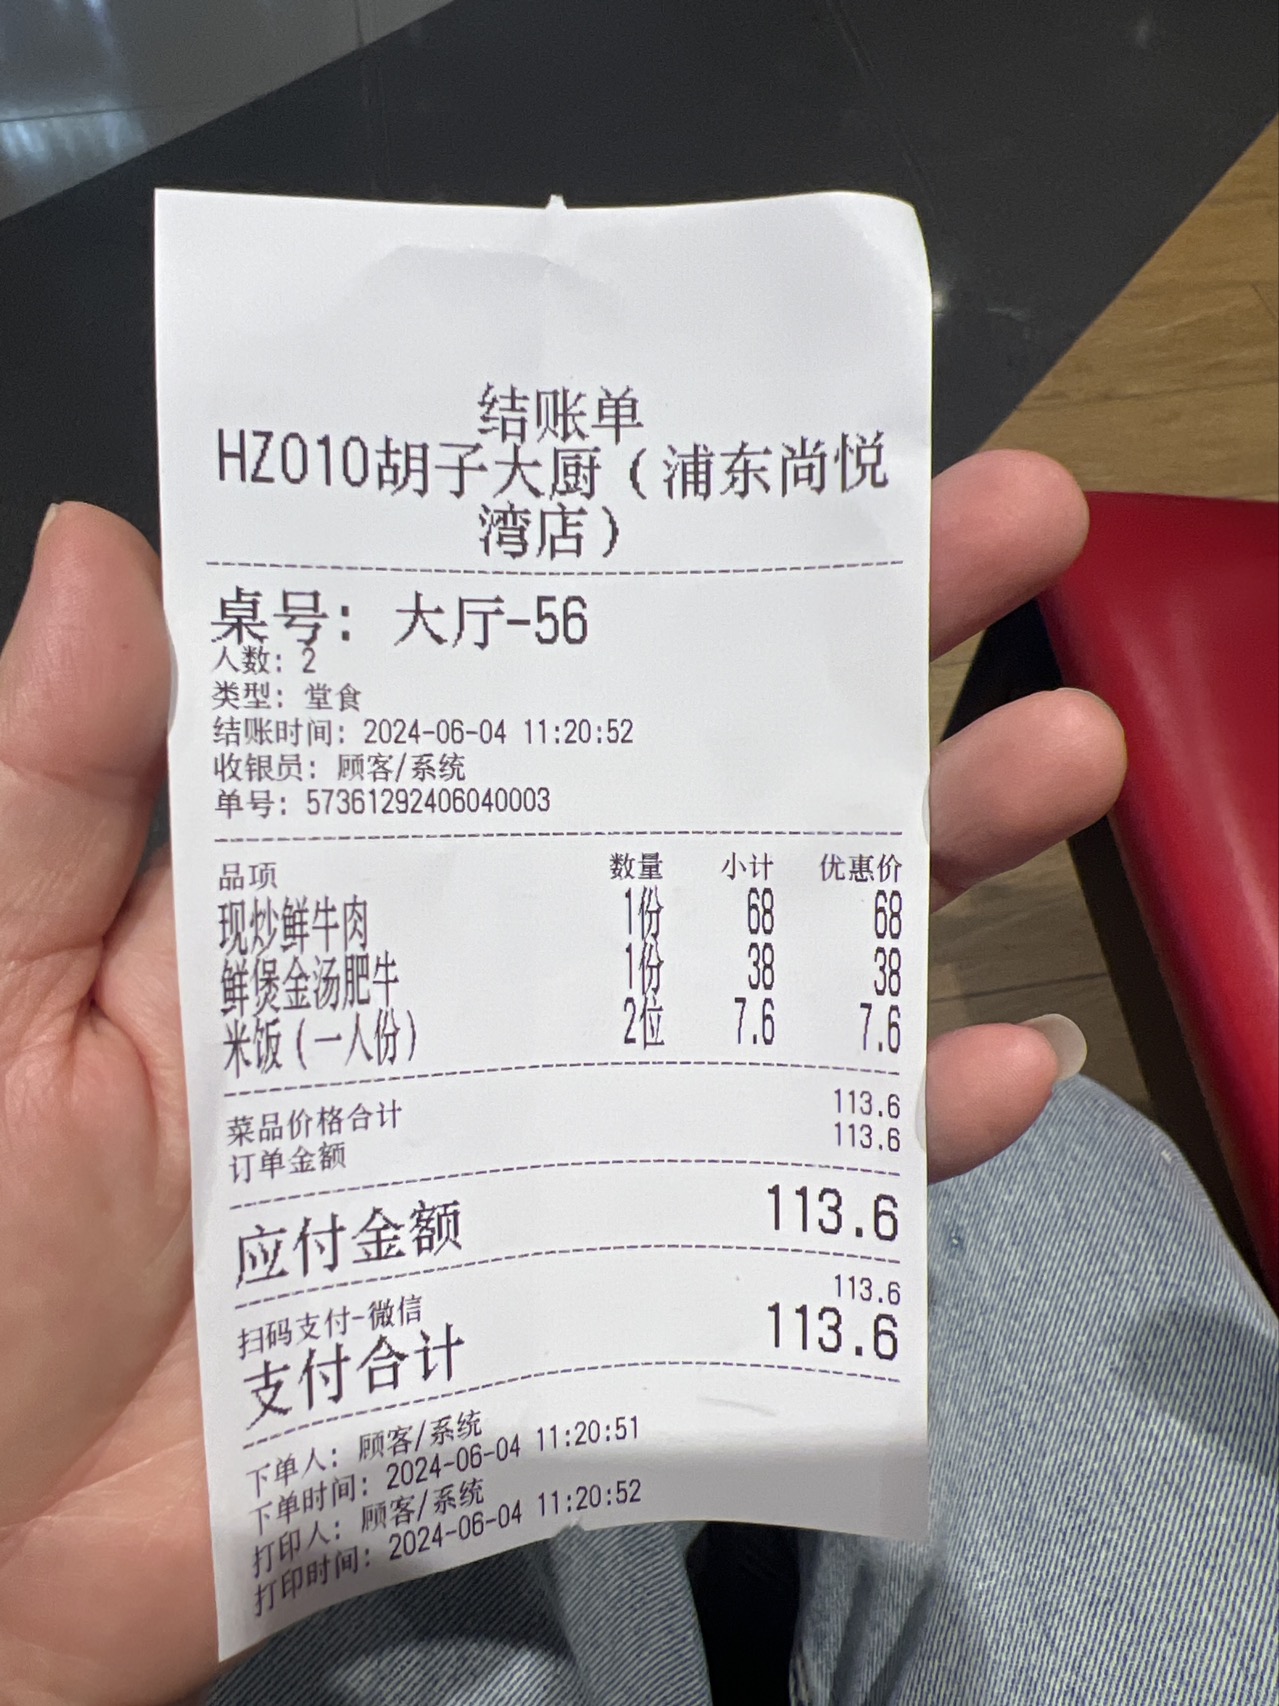 结账单
HZ010胡子大厨（浦东尚悦
湾店）
桌号： 大厅-56
人数：2
类型：堂食
结账时间：2024-06-04 11:20:52
收银员：顾客/系统
单号：57361292406040003
品项 数量 小计 优惠价
现炒鲜牛肉 1份 68 68
鲜煲金汤肥牛 1份 38 38
米饭（一人份） 2位 7.6 7.6
菜品价格合计 113.6
订单金额 113.6
应付金额 113.6
扫码支付-微信 113.6
支付合计 113.6
下单人：顾客/系统
下单时间：2024-06-04 11:20:51
打印人：顾客/系统
打印时间：2024-06-04 11:20:52